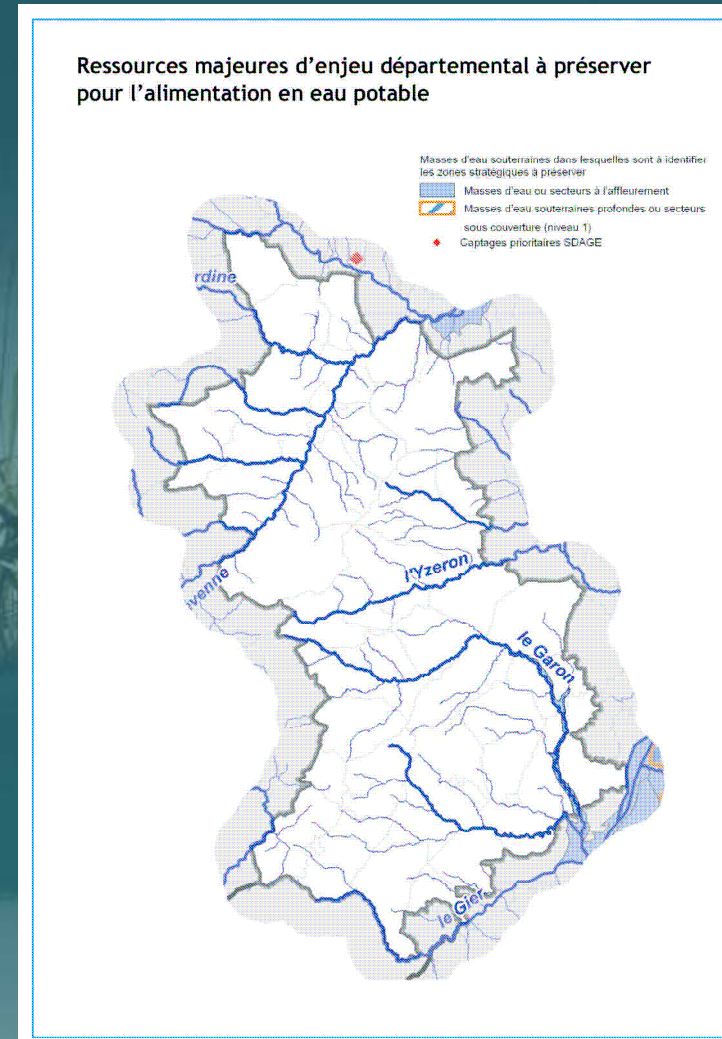 Ressources majeures d'enjeu départemental à préserver
pour l'alimentation en eau potable
Masses d'eau souterraines dans lesquelles sont à identifier
les zones stratégiques à préserver
Masses d'eau ou secteurs à l'affleurement
Masses d'eau souterraines profondes ou secteurs
sous couverture (niveau 1)
Captages prioritaires SDAGE
rdine
l'Yzeron
evenne
le Garon
le Gier